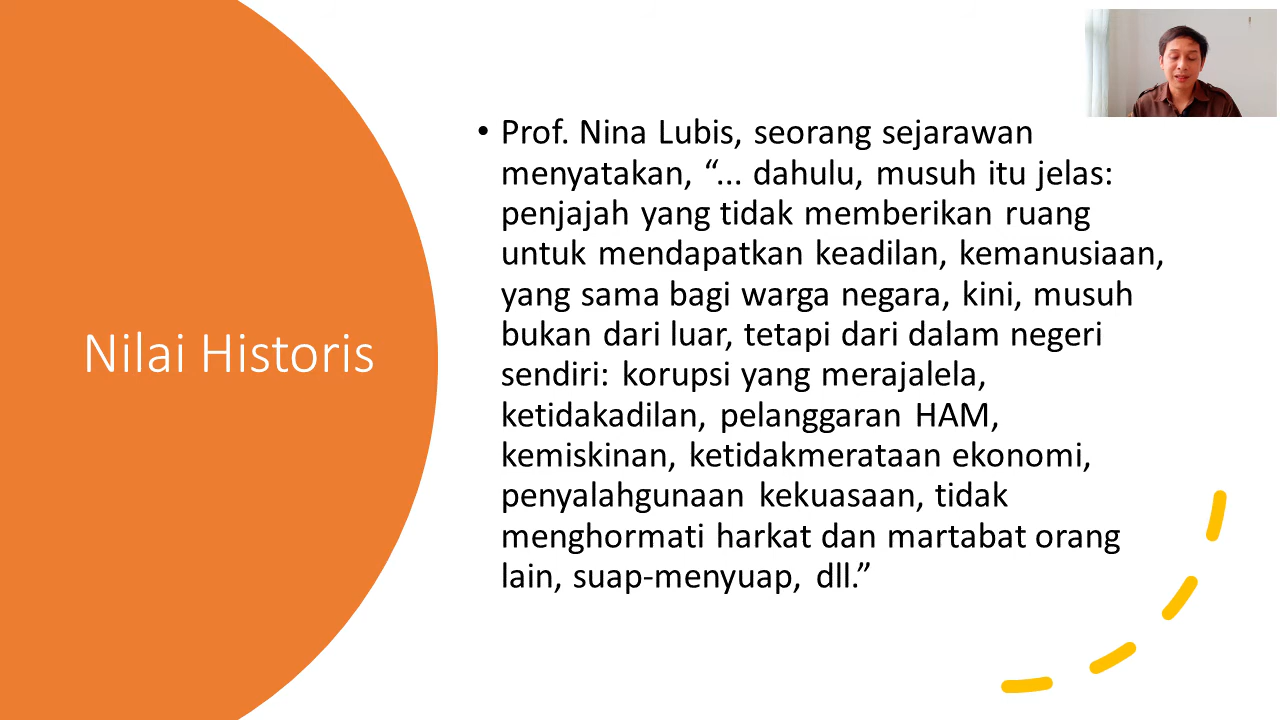 Nilai Historis
• Prof. Nina Lubis, seorang sejarawan
menyatakan, “... dahulu, musuh itu jelas:
penjajah yang tidak memberikan ruang
untuk mendapatkan keadilan, kemanusiaan,
yang sama bagi warga negara, kini, musuh
bukan dari luar, tetapi dari dalam negeri
sendiri: korupsi yang merajalela,
ketidakadilan, pelanggaran HAM,
kemiskinan, ketidakmerataan ekonomi,
penyalahgunaan kekuasaan, tidak
menghormati harkat dan martabat orang
lain, suap-menyuap, dll.”